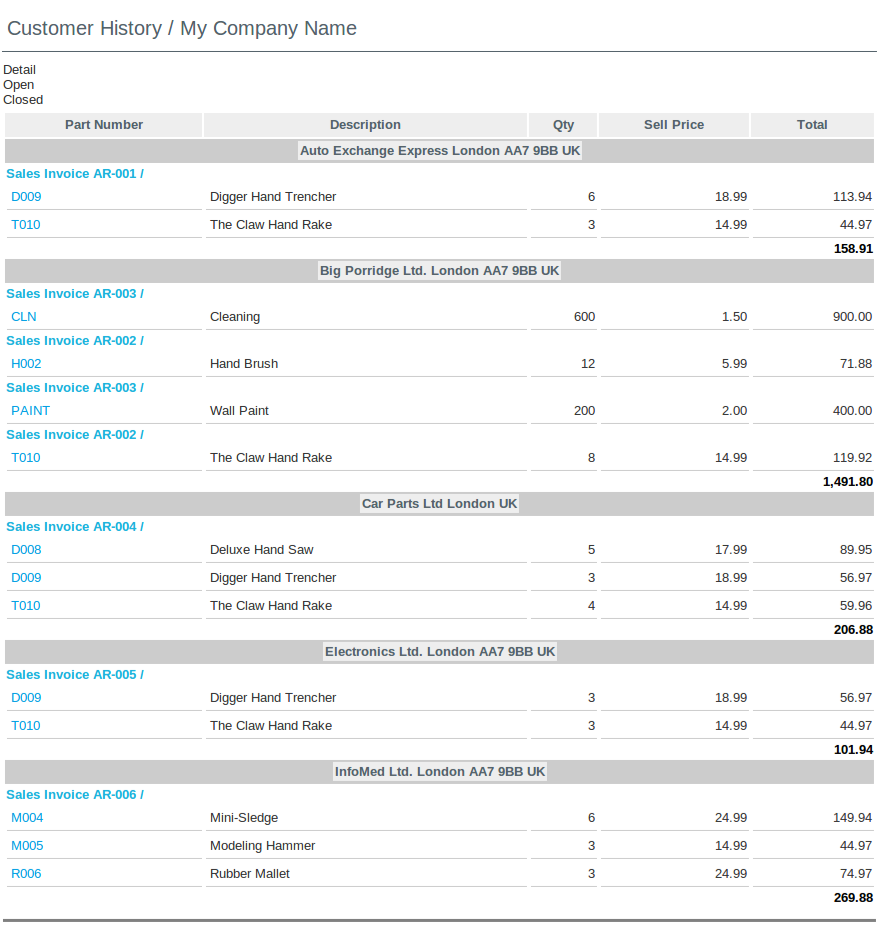 Customer History / My Company Name
Detail
Open
Closed
Part Number Description Qty Sell Price Total
Auto Exchange Express London AA7 9BB UK
Sales Invoice AR-001 /
D009 Digger Hand Trencher 6 18.99 113.94
T010 The Claw Hand Rake 3 14.99 44.97
158.91
Big Porridge Ltd. London AA7 9BB UK
Sales Invoice AR-003 /
CLN Cleaning 600 1.50 900.00
Sales Invoice AR-002 /
H002 Hand Brush 12 5.99 71.88
Sales Invoice AR-003 /
PAINT Wall Paint 200 2.00 400.00
Sales Invoice AR-002 /
T010 The Claw Hand Rake 8 14.99 119.92
1,491.80
Car Parts Ltd London UK
Sales Invoice AR-004 /
D008 Deluxe Hand Saw 5 17.99 89.95
D009 Digger Hand Trencher 3 18.99 56.97
T010 The Claw Hand Rake 4 14.99 59.96
206.88
Electronics Ltd. London AA7 9BB UK
Sales Invoice AR-005 /
D009 Digger Hand Trencher 3 18.99 56.97
T010 The Claw Hand Rake 3 14.99 44.97
101.94
InfoMed Ltd. London AA7 9BB UK
Sales Invoice AR-006 /
M004 Mini-Sledge 6 24.99 149.94
M005 Modeling Hammer 3 14.99 44.97
R006 Rubber Mallet 3 24.99 74.97
269.88